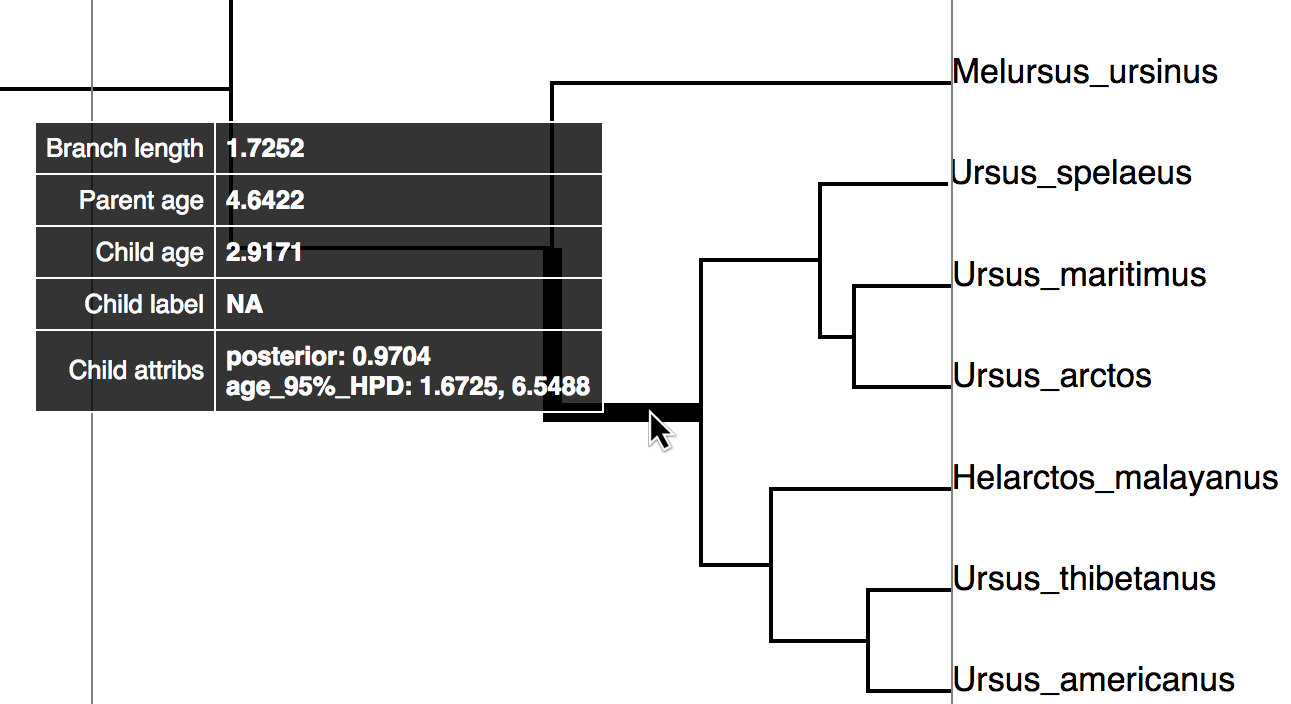 Melursus_ursinus
Branch length 1.7252
Ursus_spelaeus
Parent age 4.6422
Child age 2.9171
Ursus_maritimus
Child label NA
Child attribs posterior: 0.9704
age_95%_HPD: 1.6725, 6.5488
Ursus_arctos
Helarctos_malayanus
Ursus_thibetanus
Ursus_americanus